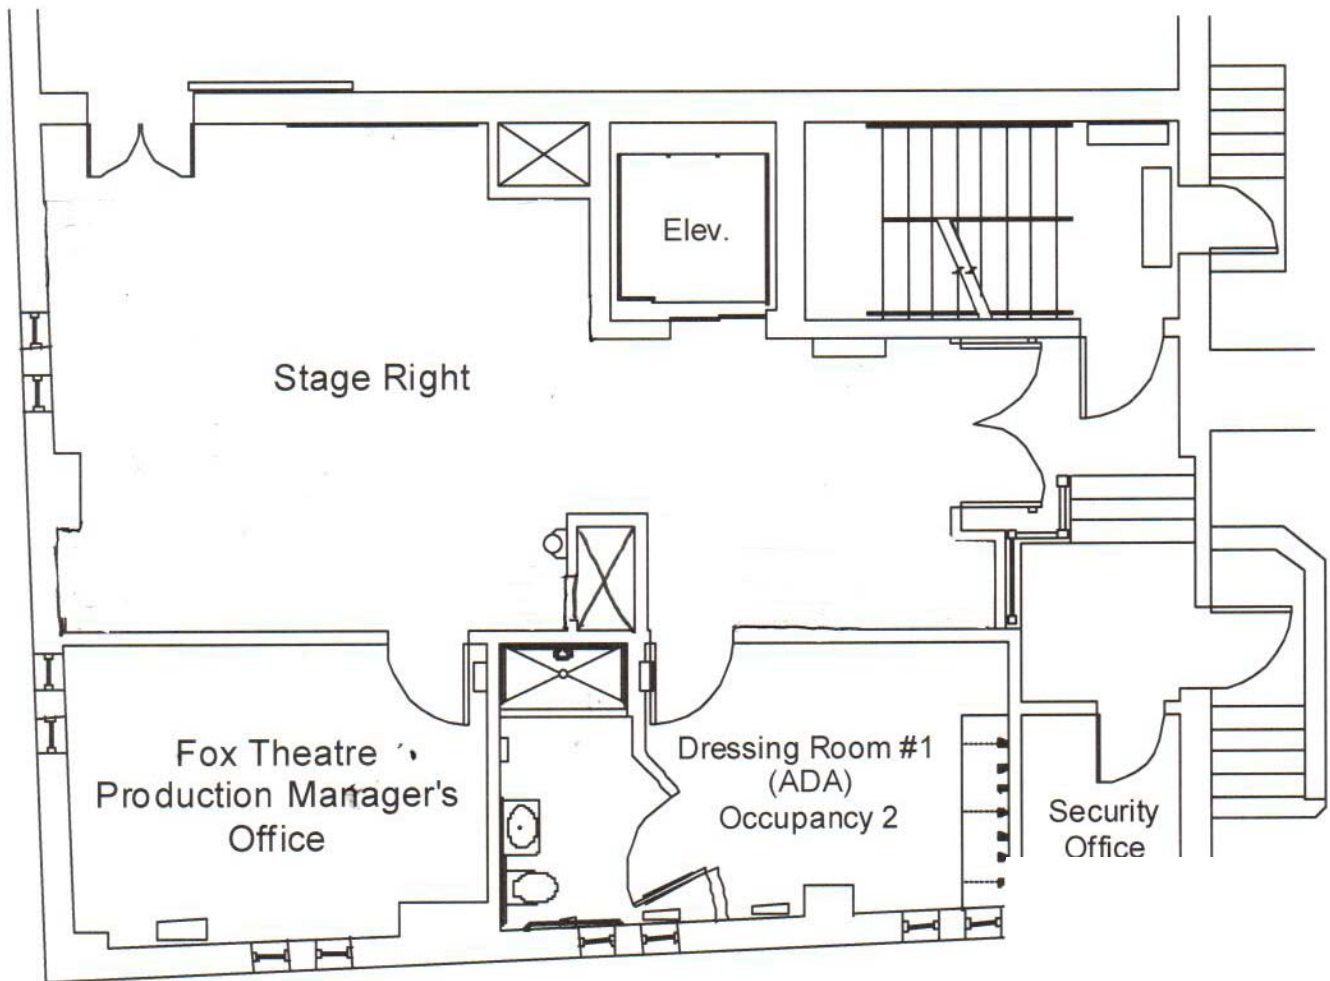 Elev.
Stage Right
Fox Theatre
Production Manager's
Office
Dressing Room #1
(ADA)
Occupancy 2
Security
Office